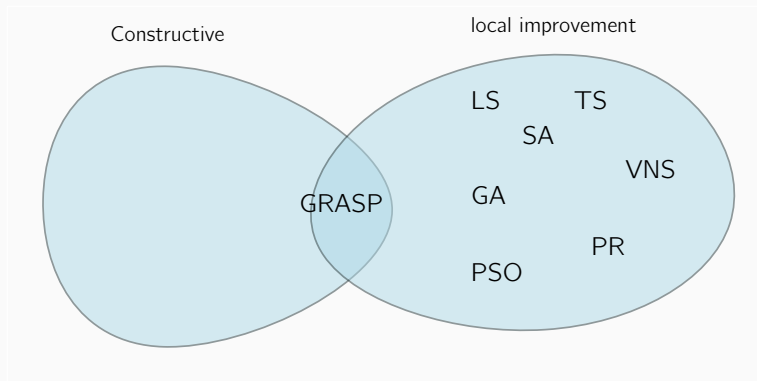 Constructive
local improvement
LS
TS
SA
VNS
GA
GRASP
PR
PSO